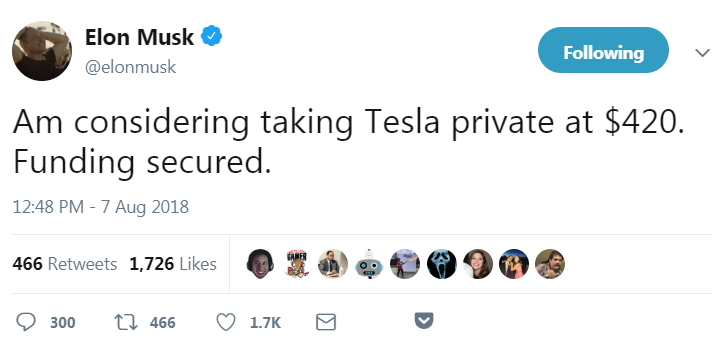 Elon Musk
@elonmusk
Following
Am considering taking Tesla private at $420.
Funding secured.
12:48 PM - 7 Aug 2018
466 Retweets 1,726 Likes
300 466 1.7K